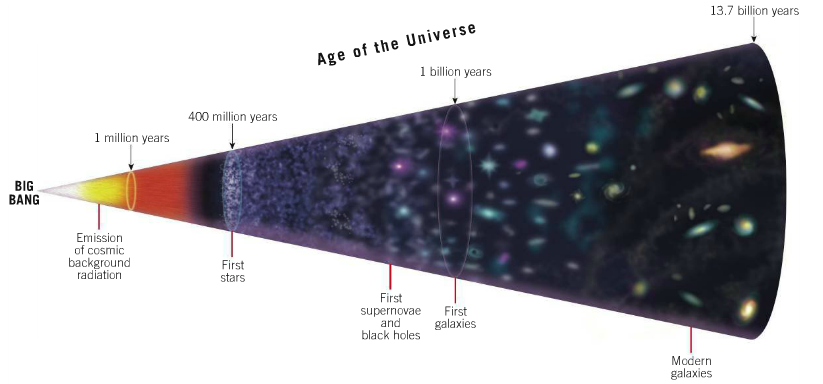 13.7 billion years
Age of the Universe
1 billion years
400 million years
1 million years
BIG
BANG
Emission
of cosmic
background
radiation
First
stars
First
supernovae
and
black holes
First
galaxies
Modern
galaxies